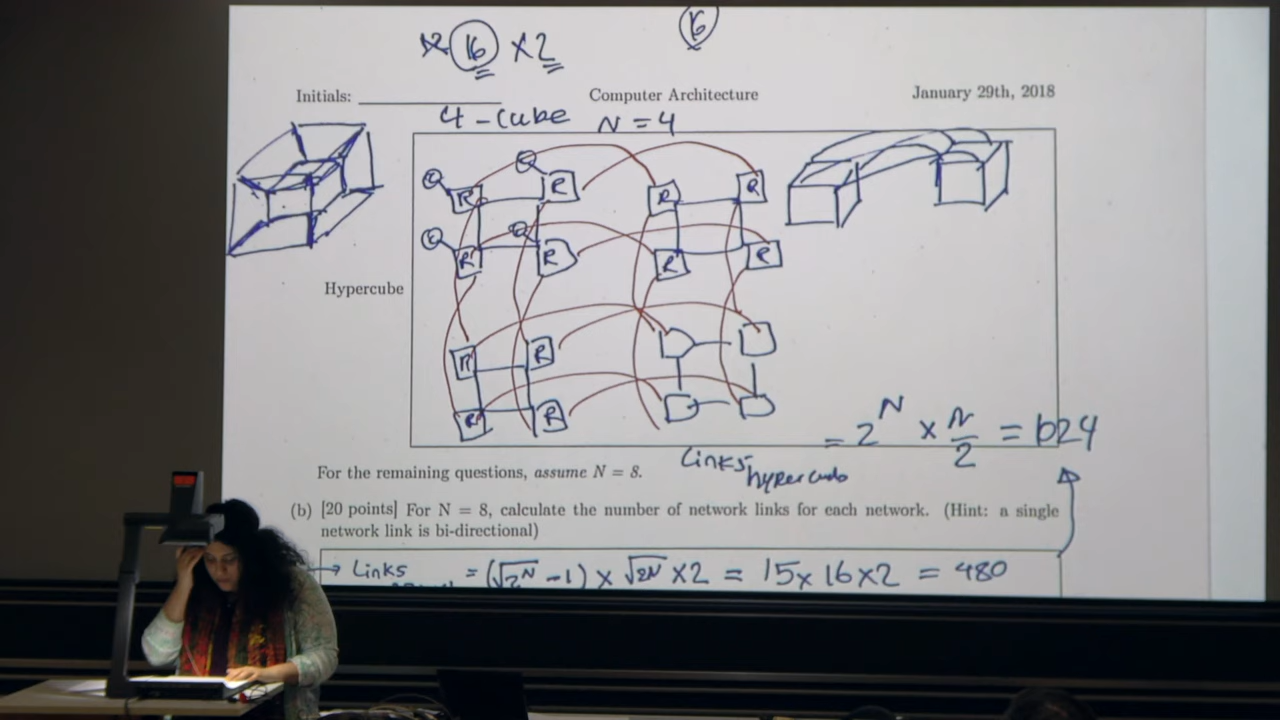 ×2 16 ×2
16
Initials: Computer Architecture January 29th, 2018
4-cube N = 4
R R R R
R R R R
R R
R R
Hypercube
Links hypercube = 2^N × N/2 = 1024
For the remaining questions, assume N = 8.
(b) [20 points] For N = 8, calculate the number of network links for each network. (Hint: a single
network link is bi-directional)
→ Links = (√2^N -1) × √2^N ×2 = 15×16×2 = 480